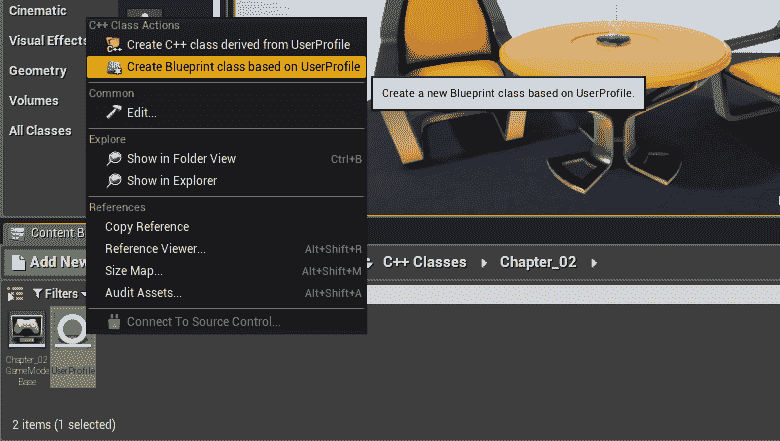 Cinematic
Visual Effects
Geometry
Volumes
All Classes
C++ Class Actions
Create C++ class derived from UserProfile
Create Blueprint class based on UserProfile
Create a new Blueprint class based on UserProfile.
Common
Edit...
Explore
Show in Folder View Ctrl+B
Show in Explorer
References
Copy Reference
Reference Viewer... Alt+Shift+R
Size Map... Alt+Shift+M
Audit Assets... Alt+Shift+A
Connect To Source Control...
Content B
Add New
C++ Classes Chapter_02
Filters
Chapter_02
GameMode
Base
UserProfile
2 items (1 selected)